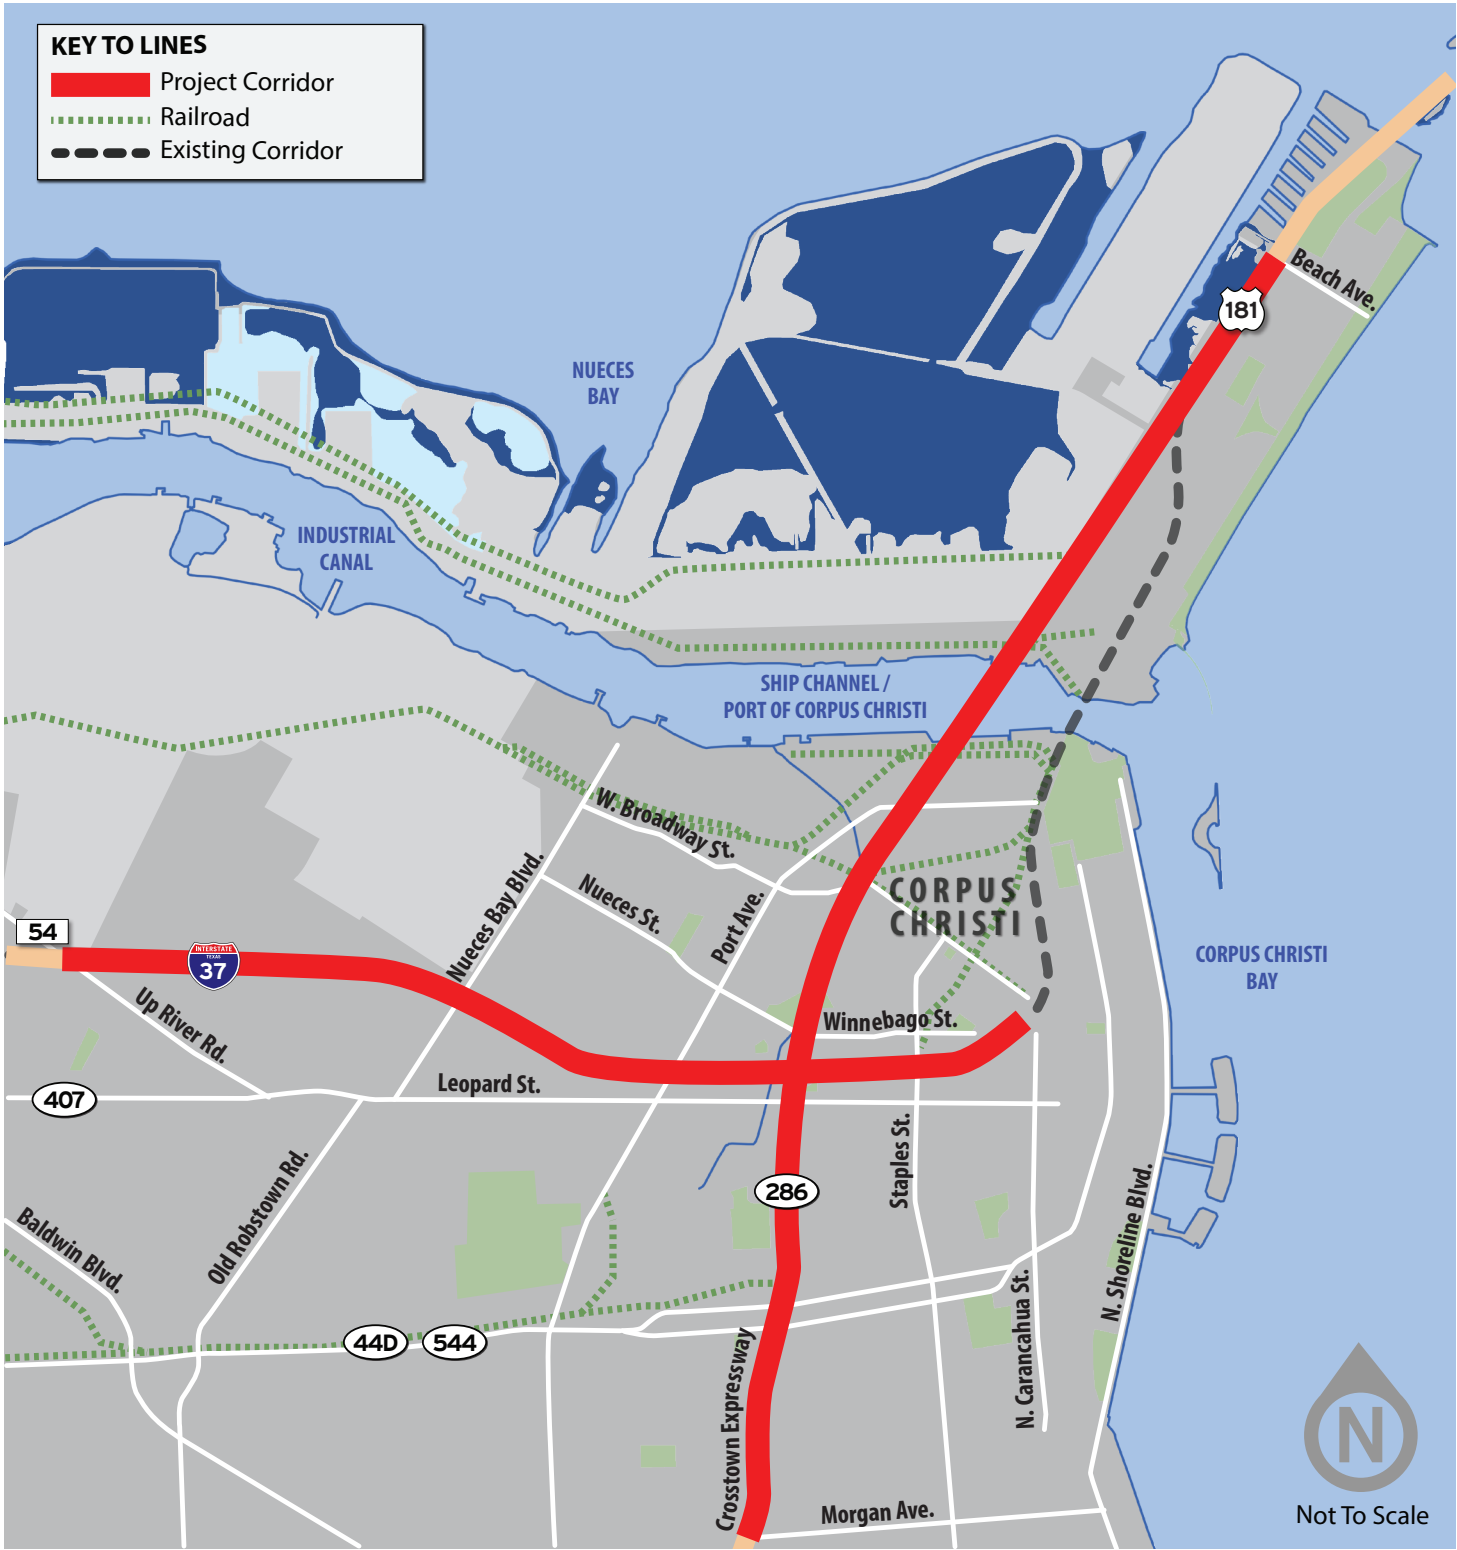 KEY TO LINES
Project Corridor
Railroad
Existing Corridor
Beach Ave.
181
NUECES
BAY
INDUSTRIAL
CANAL
SHIP CHANNEL /
PORT OF CORPUS CHRISTI
W. Broadway St.
Nueces Bay Blvd.
Nueces St.
Port Ave.
CORPUS
CHRISTI
54
INTERSTATE
TEXAS
37
CORPUS CHRISTI
BAY
Up River Rd.
Winnebago St.
407
Leopard St.
Staples St.
286
Baldwin Blvd.
Old Robstown Rd.
N. Shoreline Blvd.
N. Carancahua St.
44D
544
Crosstown Expressway
Morgan Ave.
N
Not To Scale